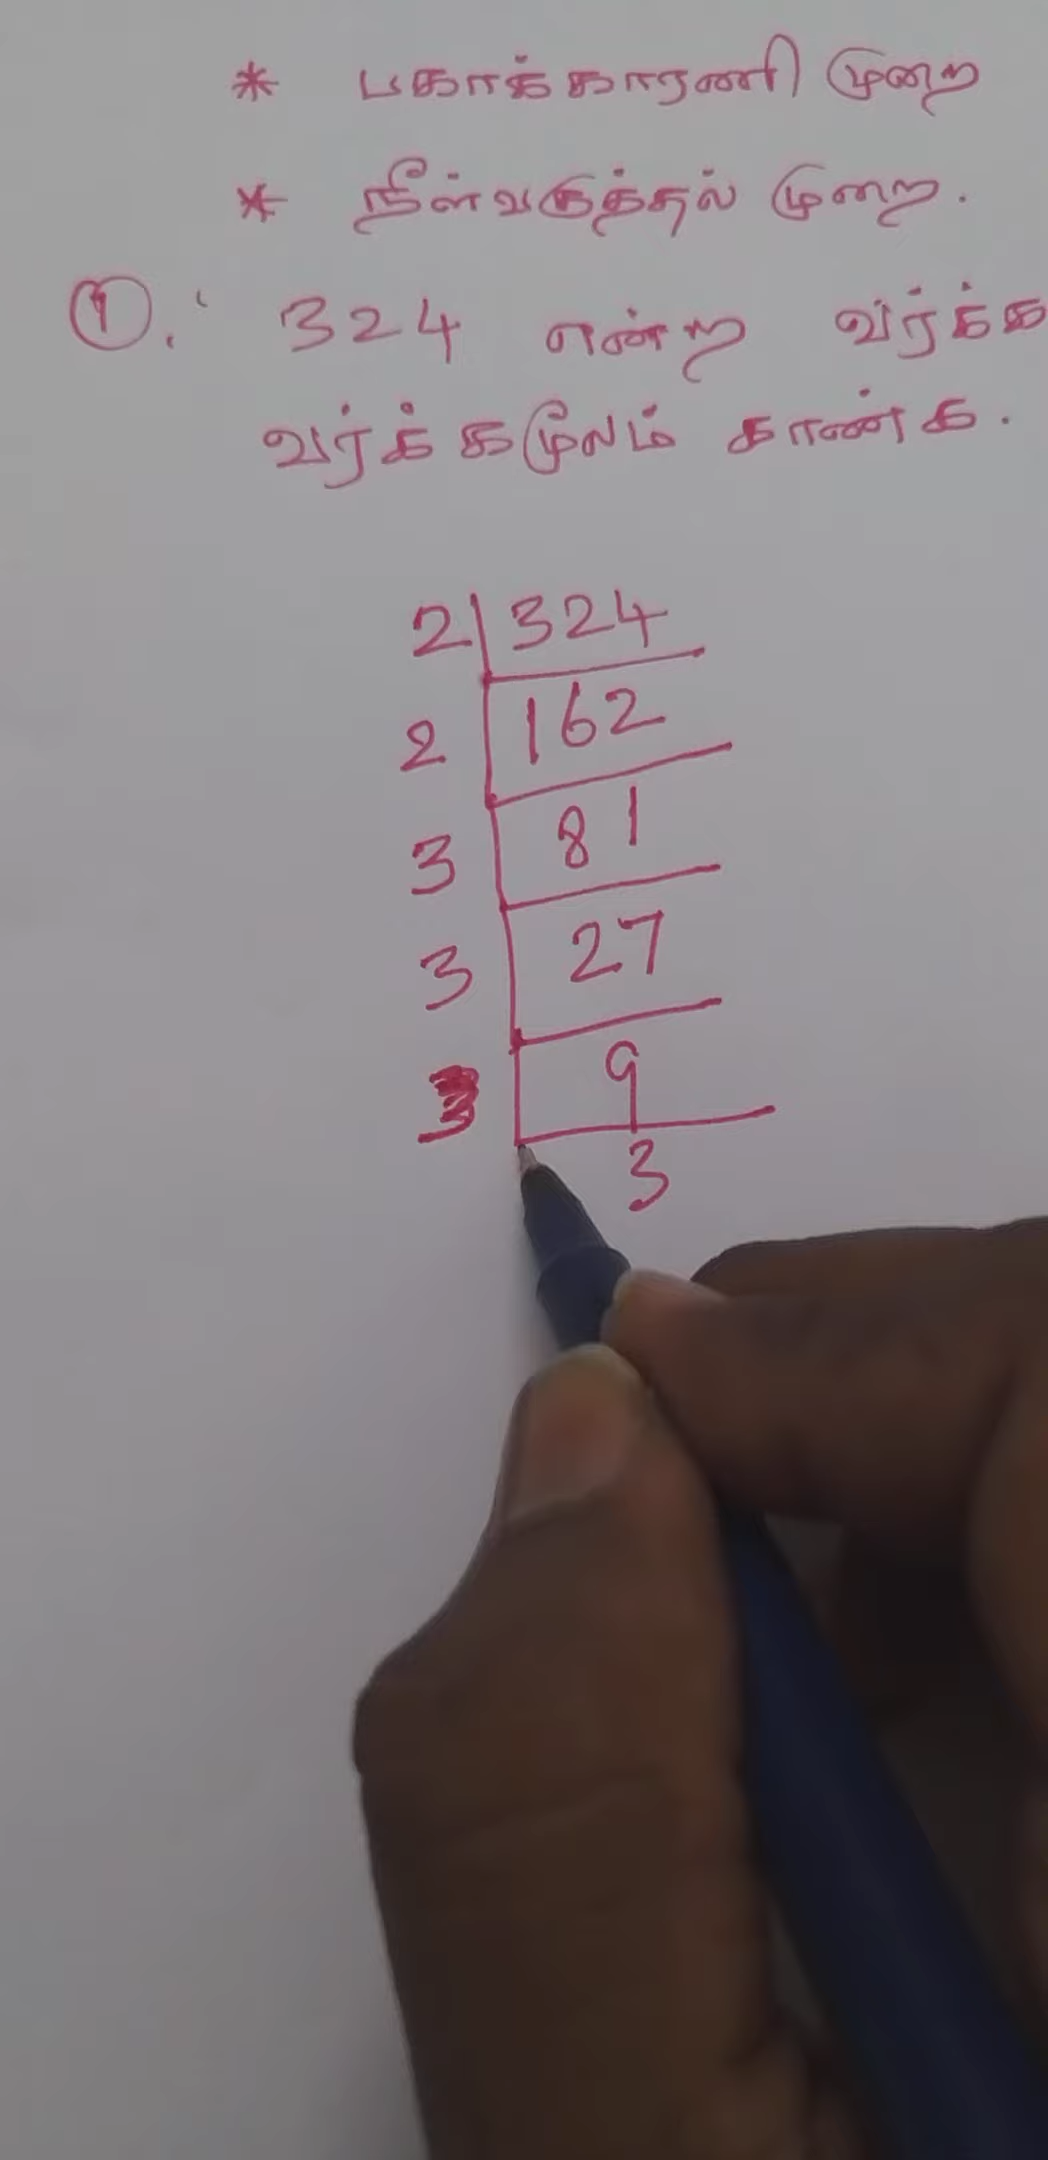 * பகாக்காரணி முறை
* நீள்வகுத்தல் முறை.
①. 324 என்ற வர்க்க
வர்க்கமூலம் காண்க.
2 324
2 162
3 81
3 27
3 9
3